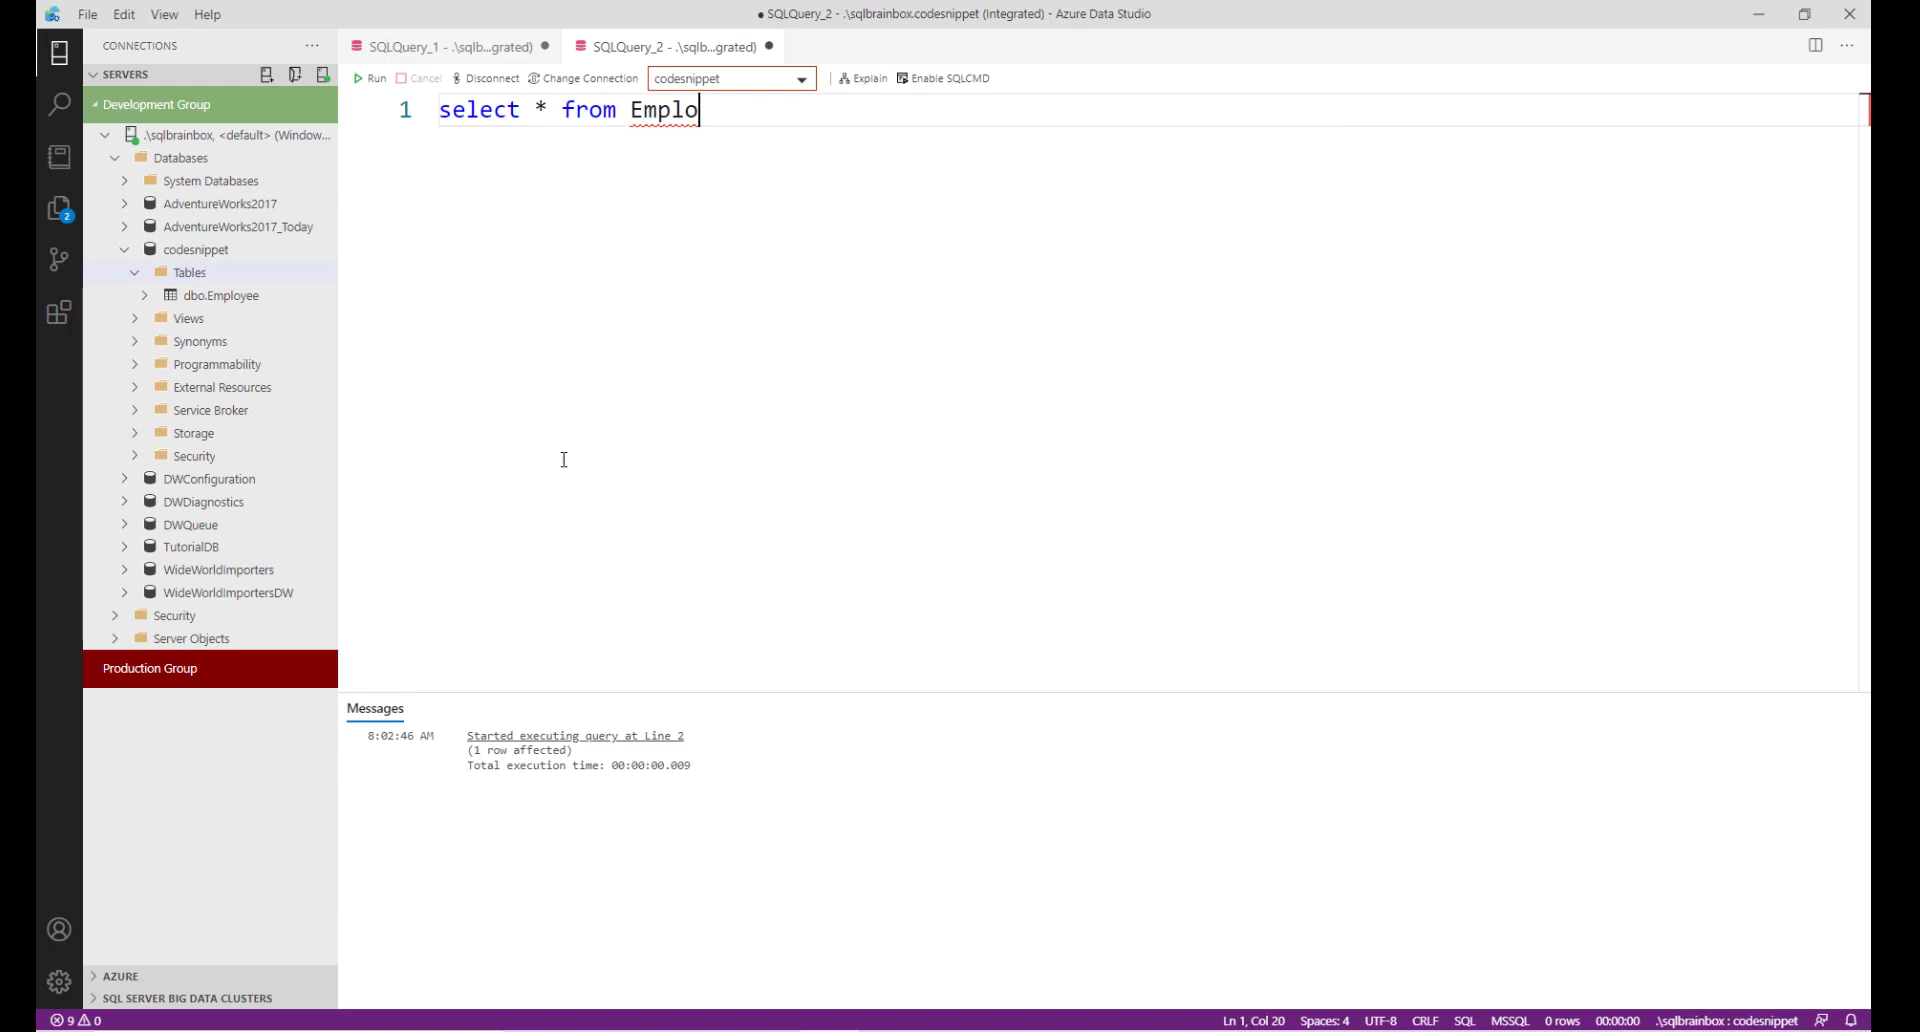 File Edit View Help
● SQLQuery_2 - .\sqlbrainbox.codesnippet (Integrated) - Azure Data Studio
CONNECTIONS
SQLQuery_1 - .\sqlb...grated) ●
SQLQuery_2 - .\sqlb...grated) ●
SERVERS
Run Cancel Disconnect Change Connection codesnippet Explain Enable SQLCMD
Development Group
1 select * from Emplo
.\sqlbrainbox, <default> (Window...
Databases
System Databases
AdventureWorks2017
AdventureWorks2017_Today
codesnippet
Tables
dbo.Employee
Views
Synonyms
Programmability
External Resources
Service Broker
Storage
Security
DWConfiguration
DWDiagnostics
DWQueue
TutorialDB
WideWorldImporters
WideWorldImportersDW
Security
Server Objects
Production Group
2
Messages
8:02:46 AM Started executing query at Line 2
(1 row affected)
Total execution time: 00:00:00.009
AZURE
SQL SERVER BIG DATA CLUSTERS
9 0
Ln 1, Col 20 Spaces: 4 UTF-8 CRLF SQL MSSQL 0 rows 00:00:00 .\sqlbrainbox : codesnippet